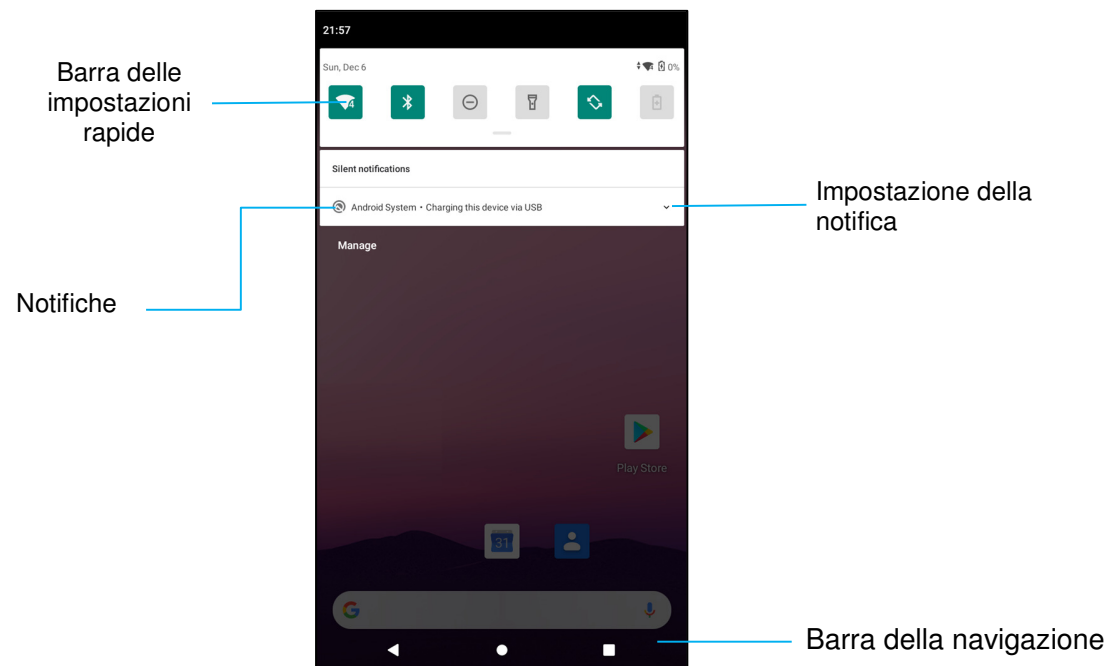 21:57
Barra delle
impostazioni
rapide
Sun, Dec 6
0%
4
Silent notifications
Android System • Charging this device via USB
Impostazione della
notifica
Manage
Notifiche
Play Store
31
G
Barra della navigazione